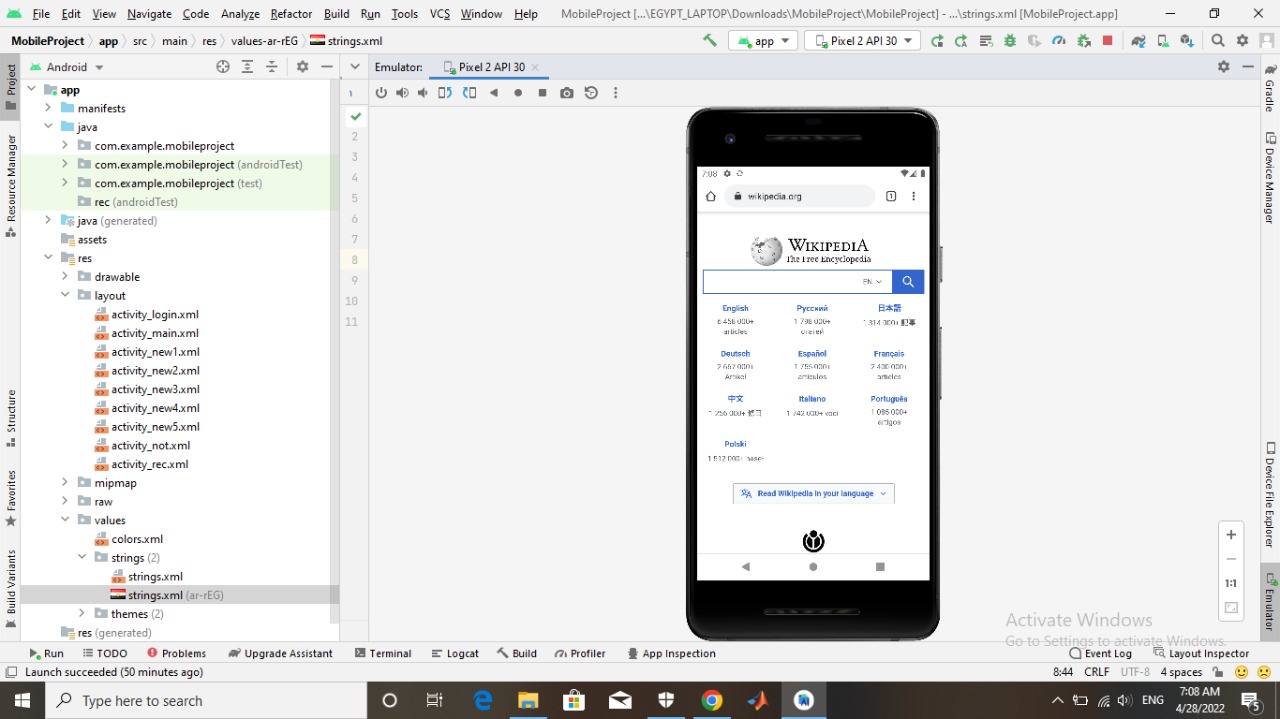 File Edit View Navigate Code Analyze Refactor Build Run Tools VCS Window Help MobileProject [...\EGYPT_LAPTOP\Downloads\MobileProject\MobileProject] - ...\strings.xml [MobileProject.app]
MobileProject app src main res values-ar-rEG strings.xml app Pixel 2 API 30
Project
Android
Emulator: Pixel 2 API 30
Gradle
app
1
manifests
java
com.example.mobileproject
com.example.mobileproject (androidTest)
com.example.mobileproject (test)
rec (androidTest)
java (generated)
assets
res
drawable
layout
activity_login.xml
activity_main.xml
activity_new1.xml
activity_new2.xml
activity_new3.xml
activity_new4.xml
activity_new5.xml
activity_not.xml
activity_rec.xml
mipmap
raw
values
colors.xml
strings (2)
strings.xml
strings.xml (ar-rEG)
themes (2)
res (generated)
Resource Manager
Structure
Favorites
Build Variants
2
3
4
5
6
7
8
9
10
11
7:08
wikipedia.org
1
WIKIPEDIA
The Free Encyclopedia
EN
English Русский 日本語
6 458 000+ 1 798 000+ 1 314 000+ 記事
articles статей
Deutsch Español Français
2 667 000+ 1 755 000+ 2 400 000+
Artikel artículos articles
中文 Italiano Português
1 256 000+ 1 742 000+ voci 1 085 000+
artigos
Polski
1 512 000+ haseł
Read Wikipedia in your language
Device Manager
Device File Explorer
Emulator
1:1
Activate Windows
Go to Settings to activate Windows.
Run TODO Problems Upgrade Assistant Terminal Logcat Build Profiler App Inspection Event Log Layout Inspector
Launch succeeded (50 minutes ago) 8:44 CRLF UTF-8 4 spaces
Type here to search
ENG
7:08 AM
4/28/2022
5